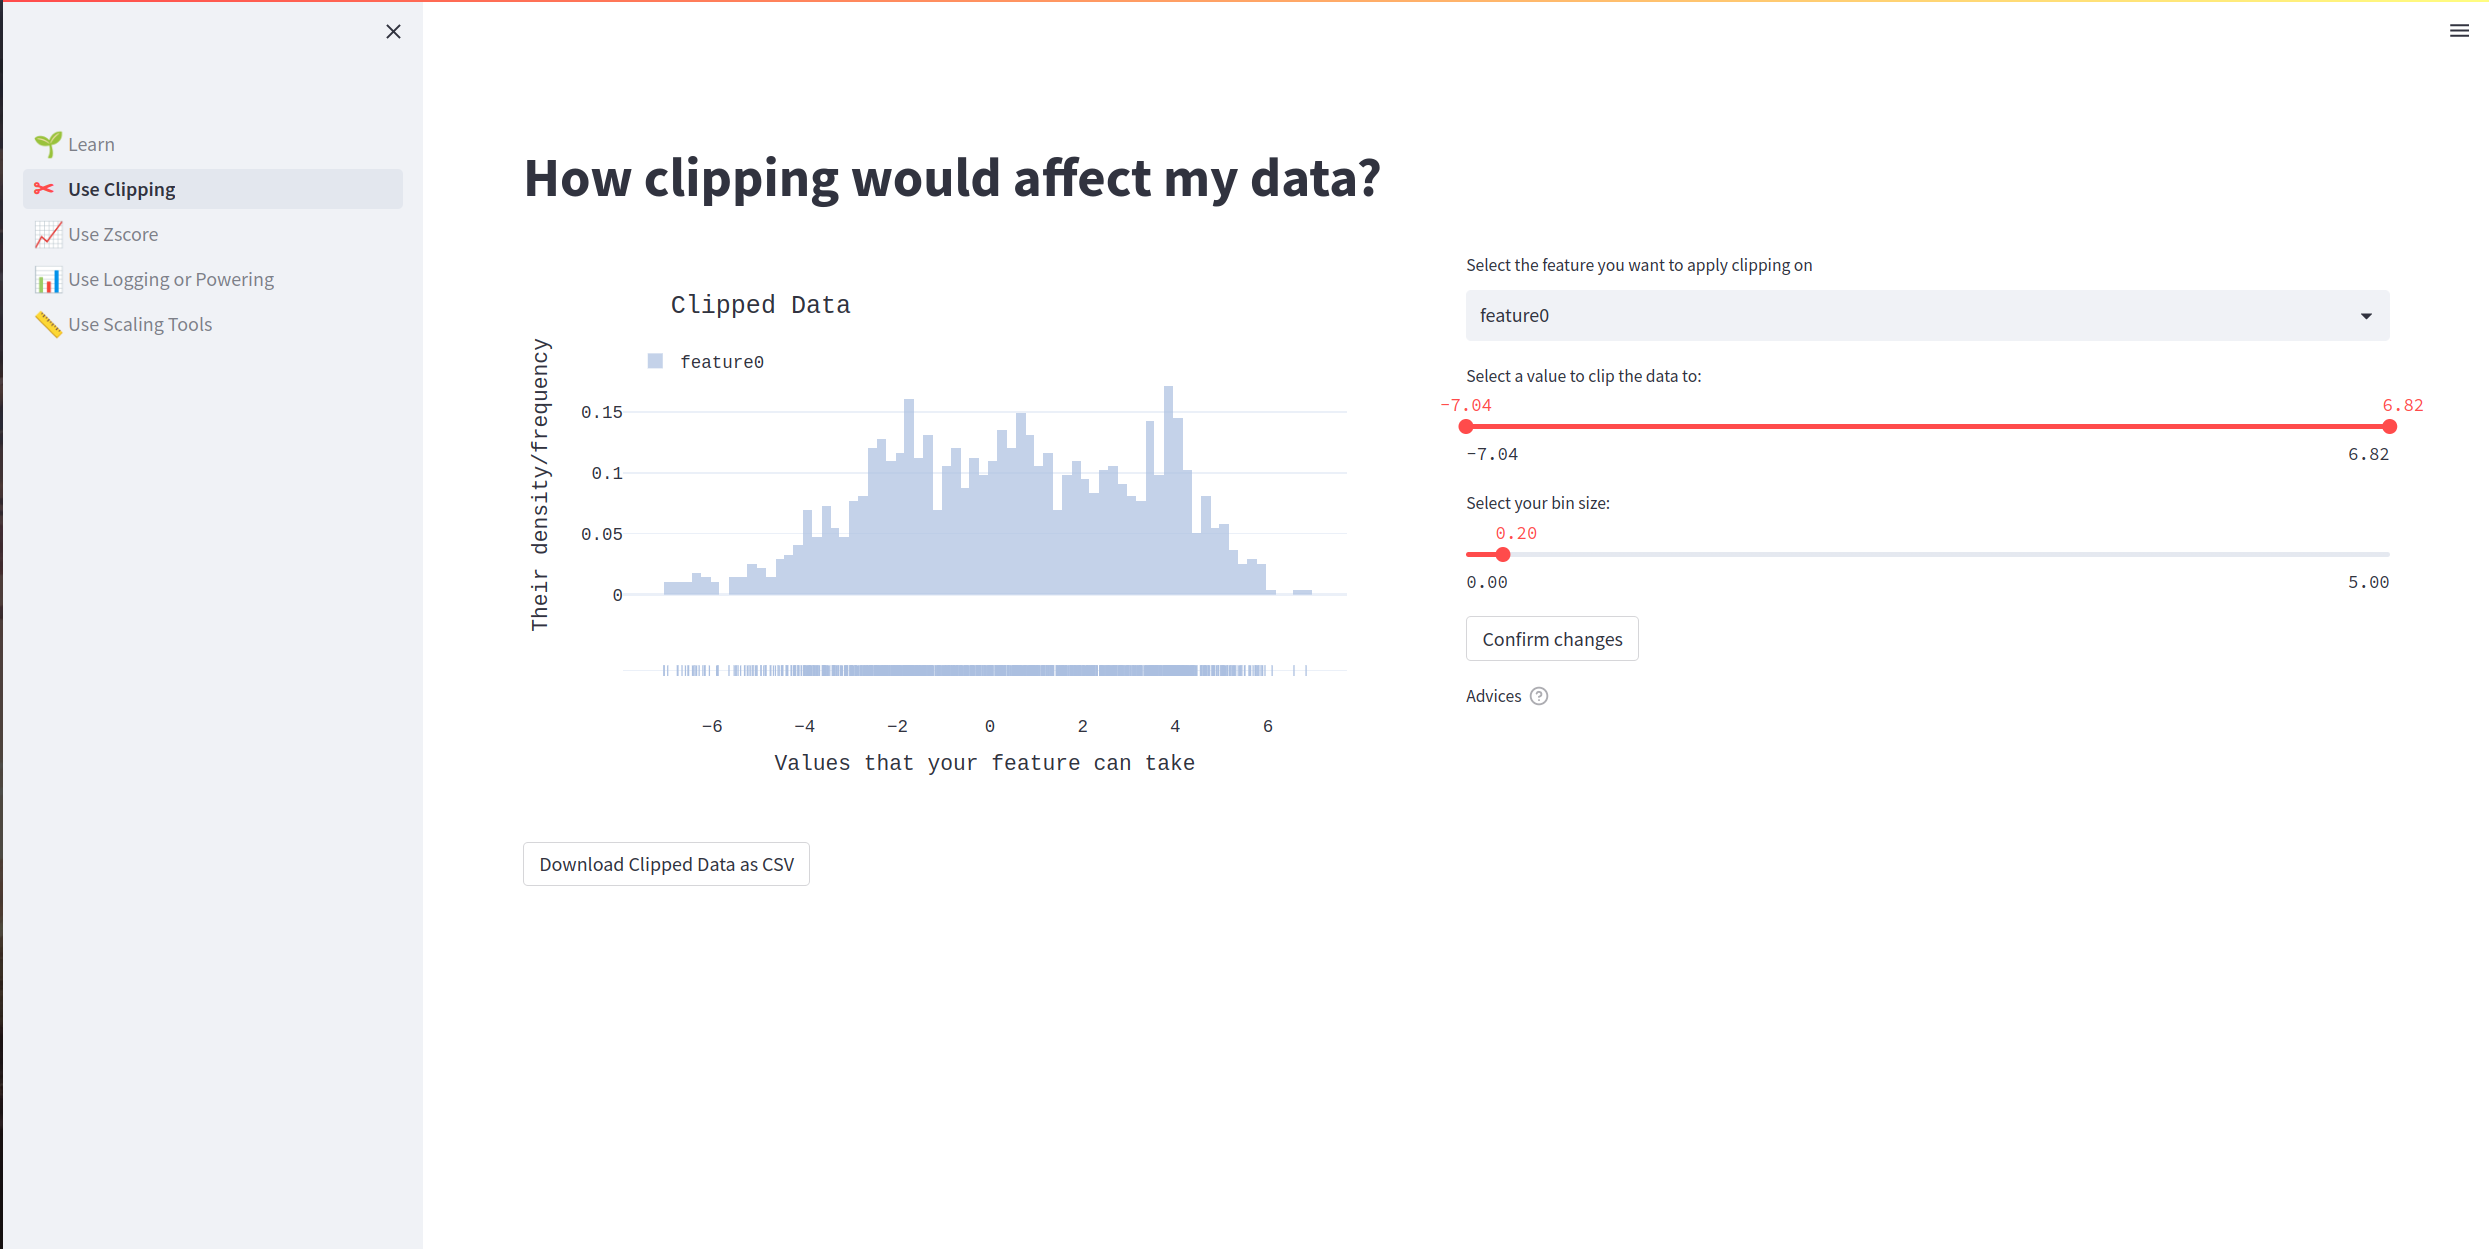 Learn
Use Clipping
Use Zscore
Use Logging or Powering
Use Scaling Tools
How clipping would affect my data?
Clipped Data
feature0
Their density/frequency
0.15
0.1
0.05
0
−6 −4 −2 0 2 4 6
Values that your feature can take
Download Clipped Data as CSV
Select the feature you want to apply clipping on
feature0
Select a value to clip the data to:
-7.04 6.82
-7.04 6.82
Select your bin size:
0.20
0.00 5.00
Confirm changes
Advices ?